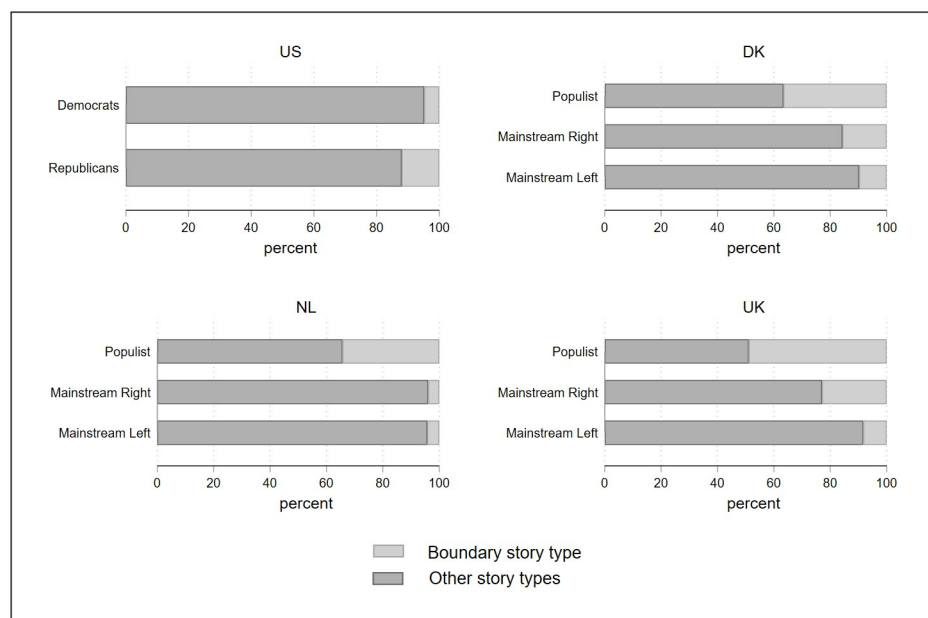 US
Democrats
Republicans
0 20 40 60 80 100
percent
DK
Populist
Mainstream Right
Mainstream Left
0 20 40 60 80 100
percent
NL
Populist
Mainstream Right
Mainstream Left
0 20 40 60 80 100
percent
UK
Populist
Mainstream Right
Mainstream Left
0 20 40 60 80 100
percent
Boundary story type
Other story types